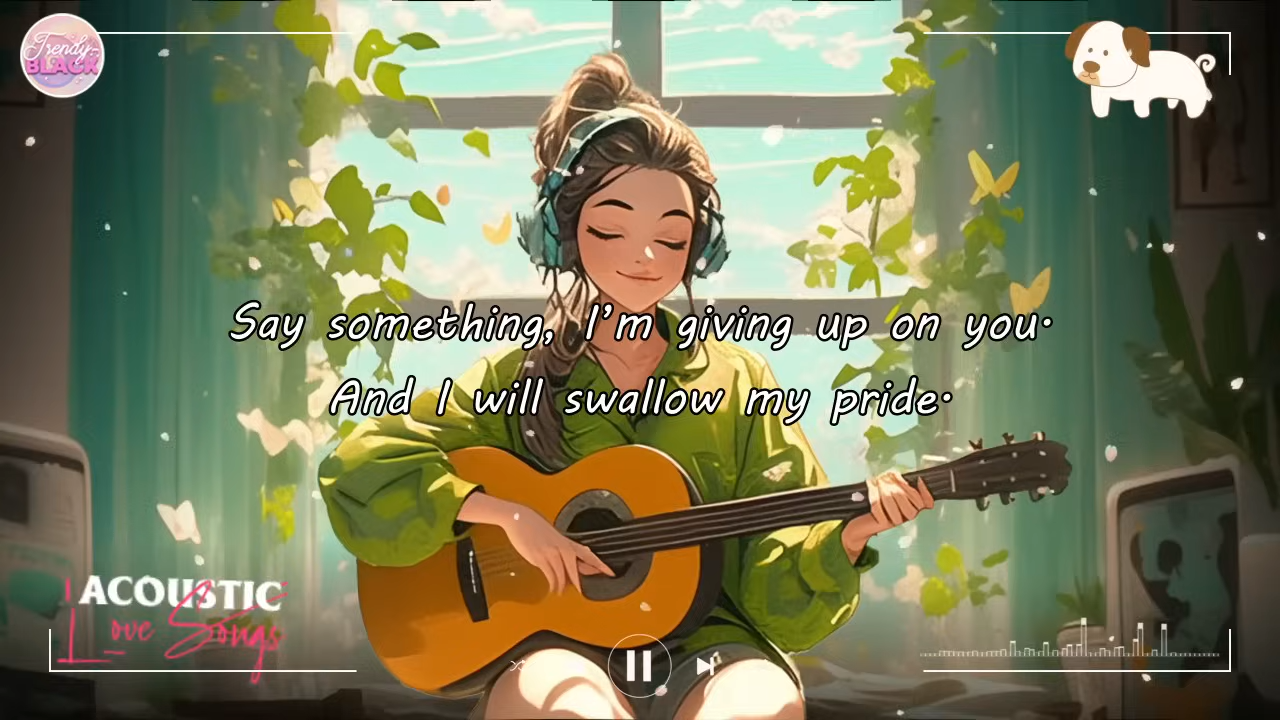 Trendy
BLACK
Say something, I'm giving up on you.
And I will swallow my pride.
ACOUSTIC
Love Songs